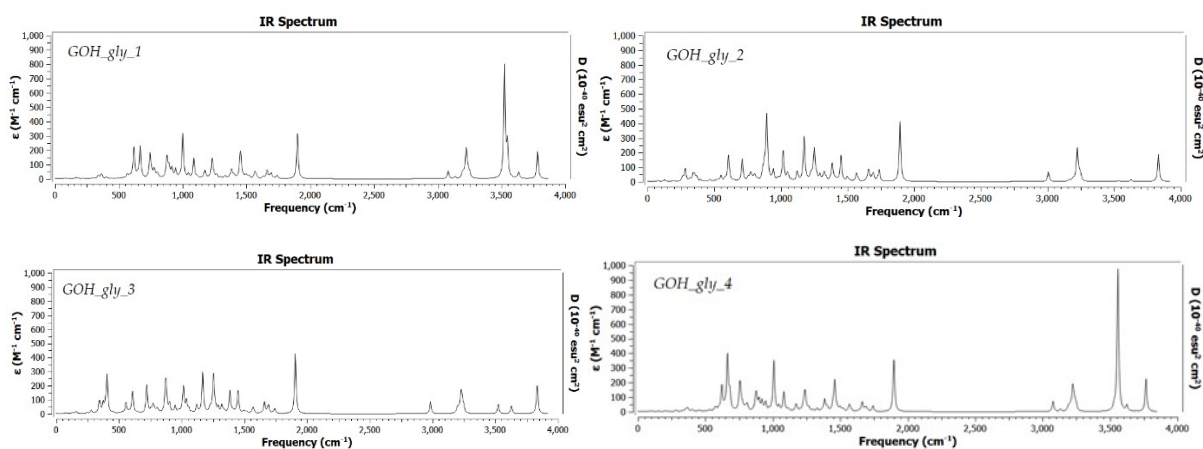 IR Spectrum
GOH_gly_1
ε (M⁻¹ cm⁻¹)
D (10⁻⁴⁰ esu² cm²)
1,000
900
800
700
600
500
400
300
200
100
0
0 500 1,000 1,500 2,000 2,500 3,000 3,500 4,000
Frequency (cm⁻¹)
IR Spectrum
GOH_gly_2
ε (M⁻¹ cm⁻¹)
D (10⁻⁴⁰ esu² cm²)
1,000
900
800
700
600
500
400
300
200
100
0
0 500 1,000 1,500 2,000 2,500 3,000 3,500 4,000
Frequency (cm⁻¹)
IR Spectrum
GOH_gly_3
ε (M⁻¹ cm⁻¹)
D (10⁻⁴⁰ esu² cm²)
1,000
900
800
700
600
500
400
300
200
100
0
0 500 1,000 1,500 2,000 2,500 3,000 3,500 4,000
Frequency (cm⁻¹)
IR Spectrum
GOH_gly_4
ε (M⁻¹ cm⁻¹)
D (10⁻⁴⁰ esu² cm²)
1,000
900
800
700
600
500
400
300
200
100
0
0 500 1,000 1,500 2,000 2,500 3,000 3,500 4,000
Frequency (cm⁻¹)